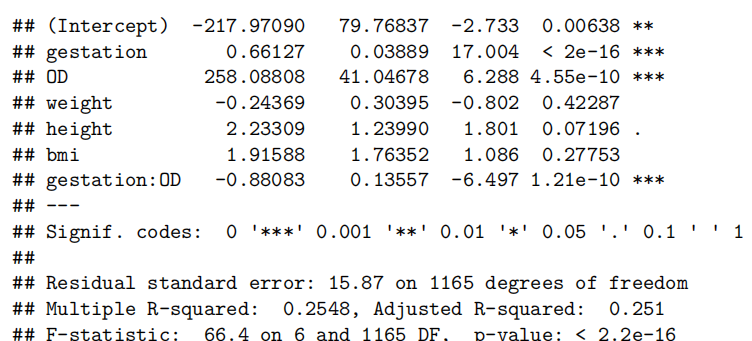 ## (Intercept) -217.97090 79.76837 -2.733 0.00638 **
## gestation 0.66127 0.03889 17.004 < 2e-16 ***
## OD 258.08808 41.04678 6.288 4.55e-10 ***
## weight -0.24369 0.30395 -0.802 0.42287
## height 2.23309 1.23990 1.801 0.07196 .
## bmi 1.91588 1.76352 1.086 0.27753
## gestation:OD -0.88083 0.13557 -6.497 1.21e-10 ***
## ---
## Signif. codes: 0 '***' 0.001 '**' 0.01 '*' 0.05 '.' 0.1 ' ' 1
##
## Residual standard error: 15.87 on 1165 degrees of freedom
## Multiple R-squared: 0.2548, Adjusted R-squared: 0.251
## F-statistic: 66.4 on 6 and 1165 DF, p-value: < 2.2e-16